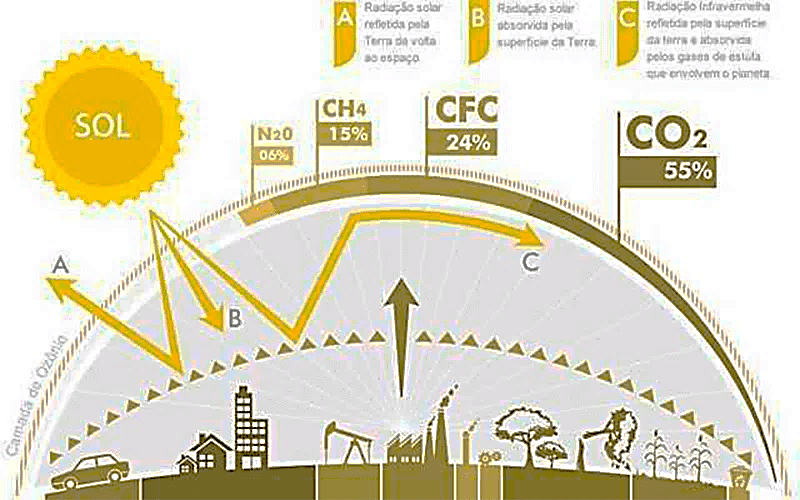 A
Radiação solar
refletida pela
Terra de volta
ao espaço.
B
Radiação solar
absorvida pela
superfície da Terra.
C
Radiação Infravermelha
refletida pela superfície
da terra e absorvida
pelos gases de estufa
que envolvem o planeta.
SOL
N20
06%
CH4
15%
CFC
24%
CO2
55%
A
B
C
Camada de Ozônio